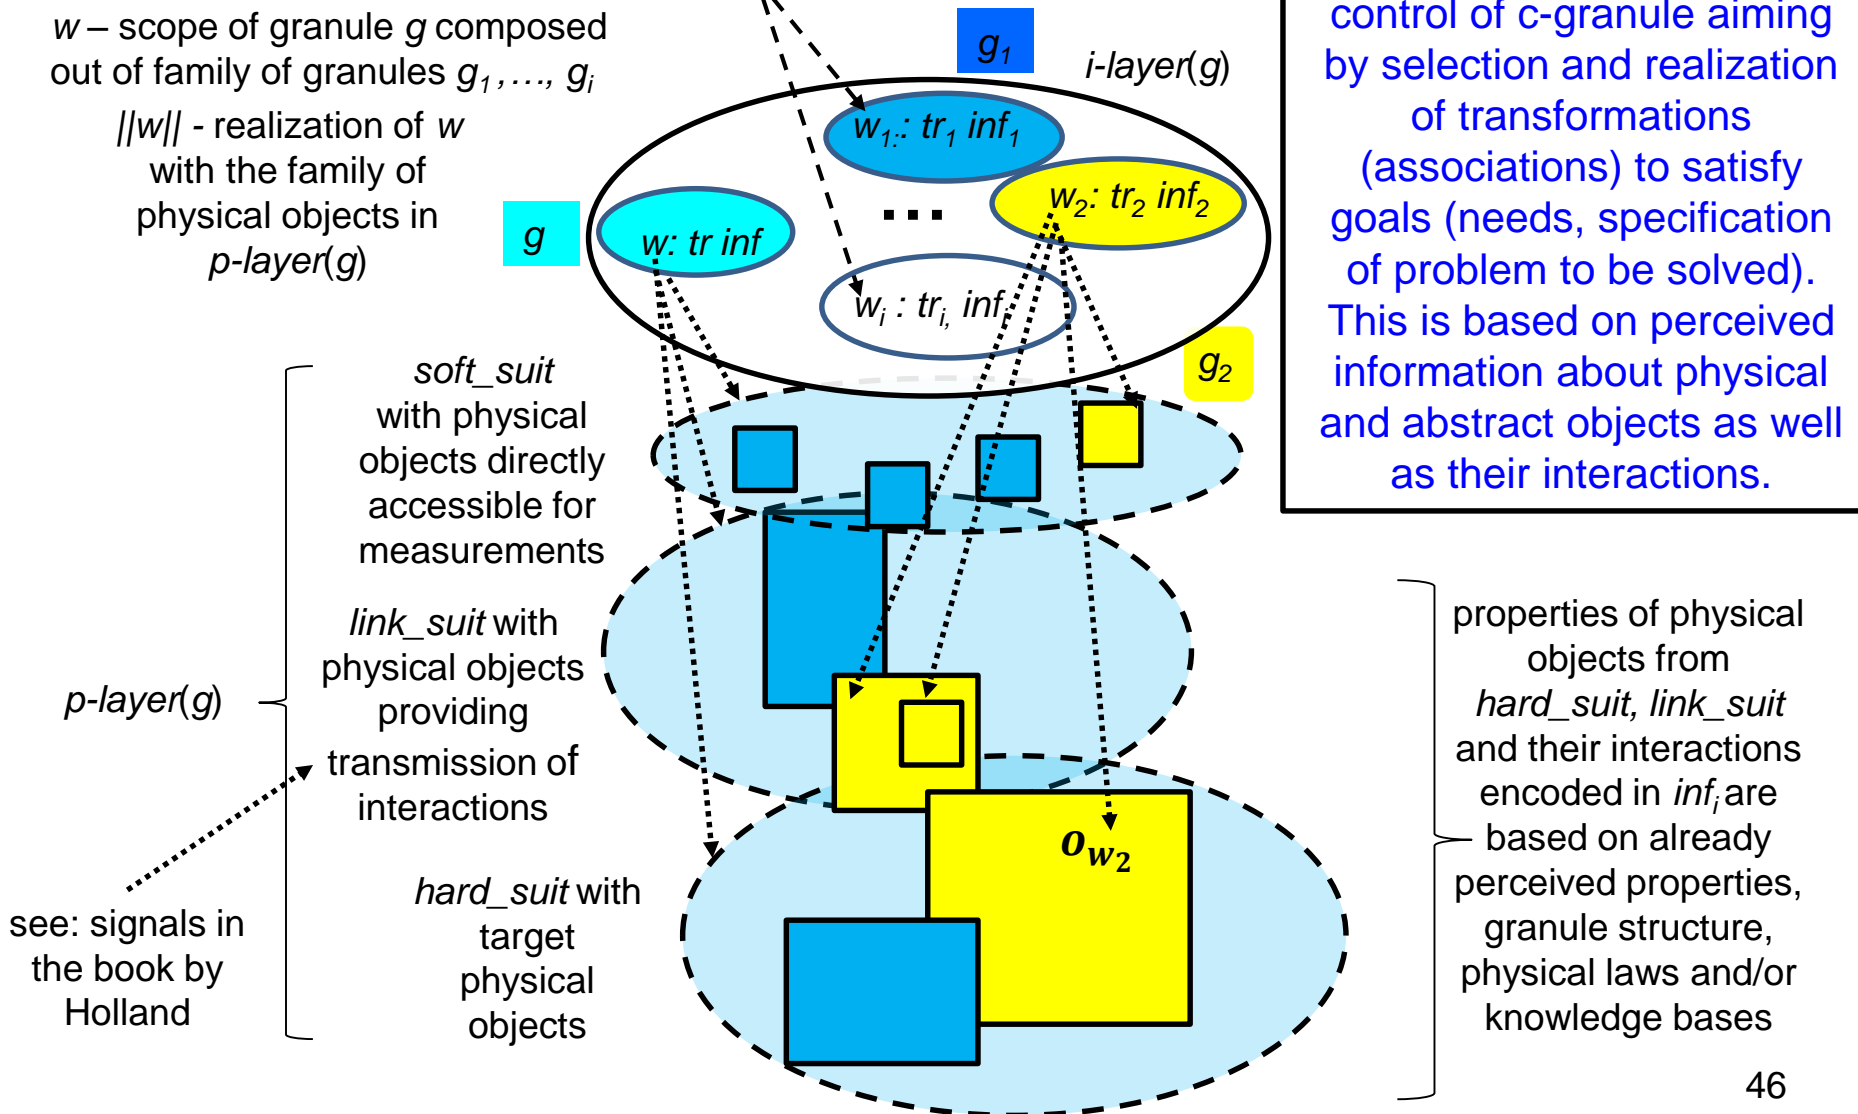 w – scope of granule g composed
out of family of granules g1 ,…, gi
||w|| - realization of w
with the family of
physical objects in
p-layer(g)
g1
i-layer(g)
w1:: tr1 inf1
w2: tr2 inf2
…
g
w: tr inf
wi : tri, infi
g2
control of c-granule aiming
by selection and realization
of transformations
(associations) to satisfy
goals (needs, specification
of problem to be solved).
This is based on perceived
information about physical
and abstract objects as well
as their interactions.
soft_suit
with physical
objects directly
accessible for
measurements
link_suit with
physical objects
providing
transmission of
interactions
p-layer(g)
hard_suit with
target
physical
objects
see: signals in
the book by
Holland
ow2
properties of physical
objects from
hard_suit, link_suit
and their interactions
encoded in infi are
based on already
perceived properties,
granule structure,
physical laws and/or
knowledge bases
46